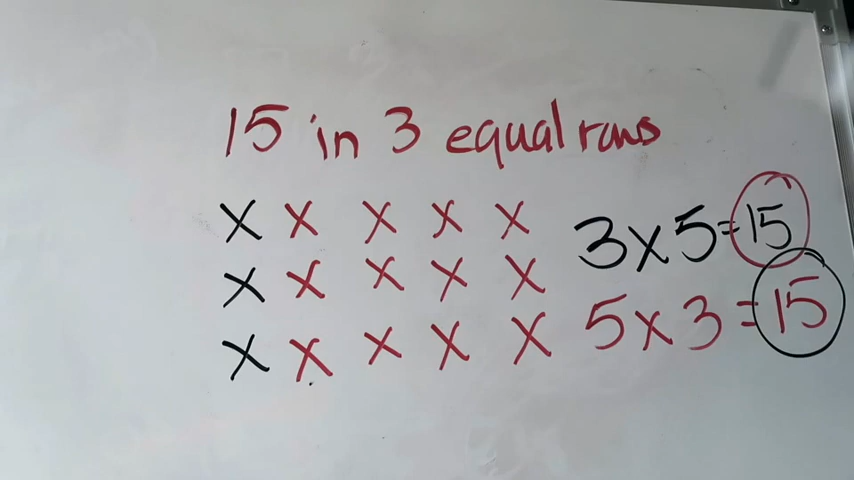 15 in 3 equal rows
X X X X X 3x5=15
X X X X X
X X X X X 5x3=15